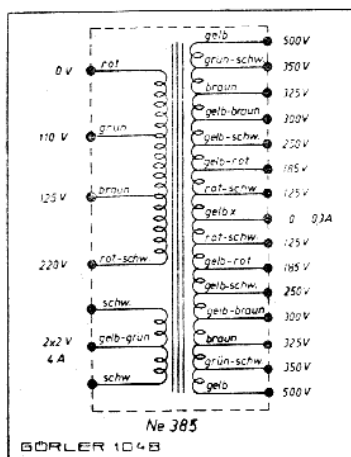 0 V
rot
110 V
grün
125 V
braun
220 V
rot-schw.
schw.
2x2 V
4 A
gelb-grün
schw
gelb 500 V
grün-schw. 350 V
braun 325 V
gelb-braun 300 V
gelb-schw. 250 V
gelb-rot 185 V
rot-schw. 125 V
gelb x 0 0,1A
rot-schw. 125 V
gelb-rot 185 V
gelb-schw. 250 V
gelb-braun 300 V
braun 325 V
grün-schw. 350 V
gelb 500 V
Ne 385
GÖRLER 1048